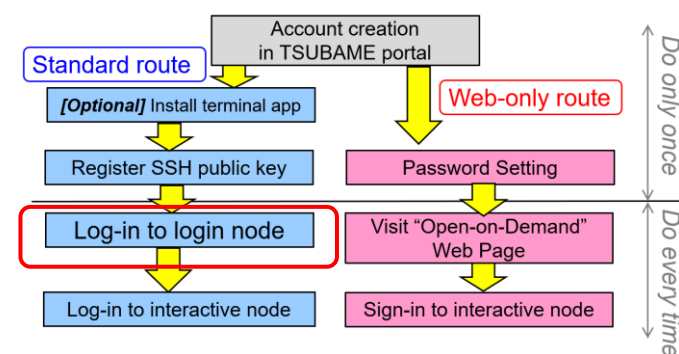 Account creation
in TSUBAME portal
Standard route
[Optional] Install terminal app
Web-only route
Do only once
Register SSH public key
Password Setting
Log-in to login node
Visit “Open-on-Demand”
Web Page
Do every time
Log-in to interactive node
Sign-in to interactive node